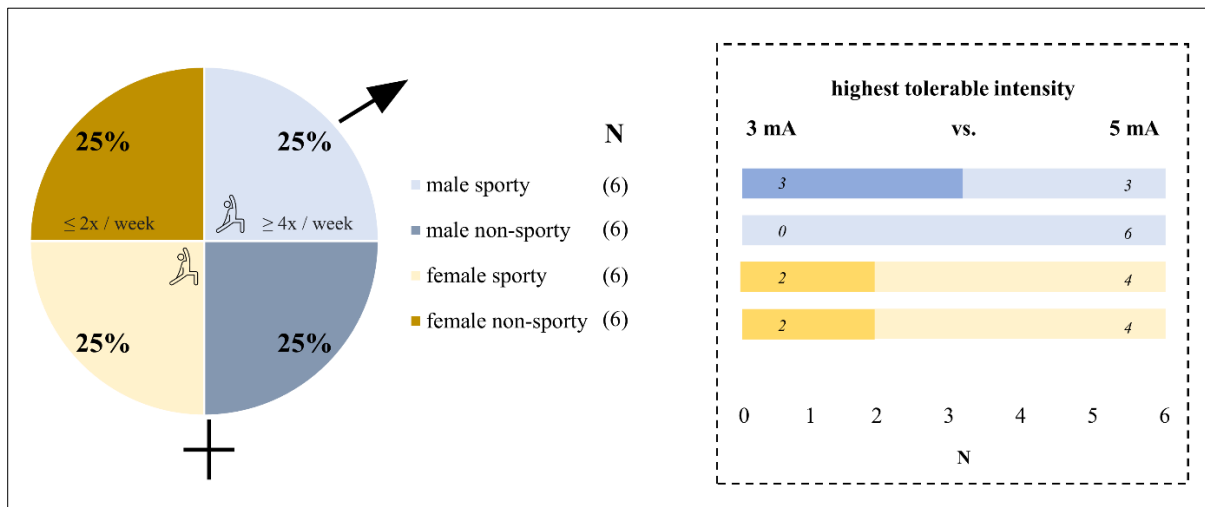 25%
25%
≤ 2x / week
≥ 4x / week
25%
25%
N
male sporty (6)
male non-sporty (6)
female sporty (6)
female non-sporty (6)
highest tolerable intensity
3 mA vs. 5 mA
3 3
0 6
2 4
2 4
0 1 2 3 4 5 6
N